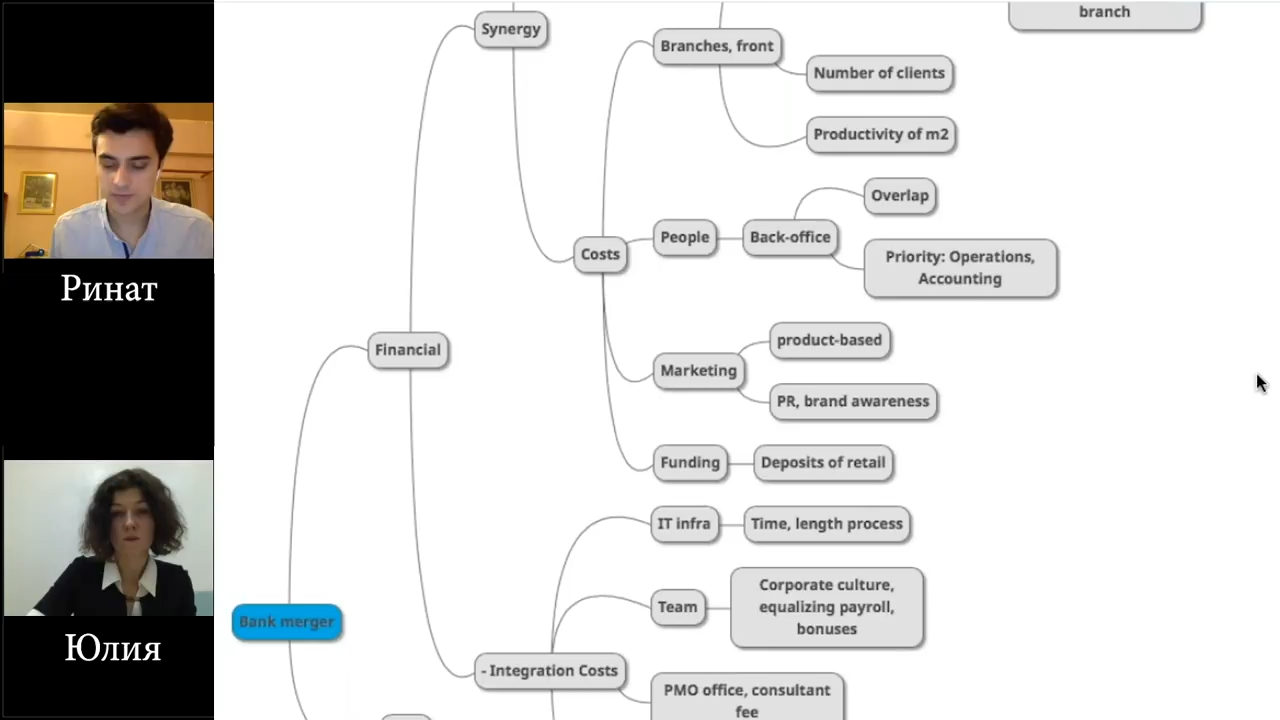 Ринат
Юлия
branch
Synergy
Branches, front
Number of clients
Productivity of m2
Overlap
Costs
People
Back-office
Priority: Operations,
Accounting
Financial
Marketing
product-based
PR, brand awareness
Funding
Deposits of retail
IT infra
Time, length process
Team
Corporate culture,
equalizing payroll,
bonuses
Bank merger
- Integration Costs
PMO office, consultant
fee